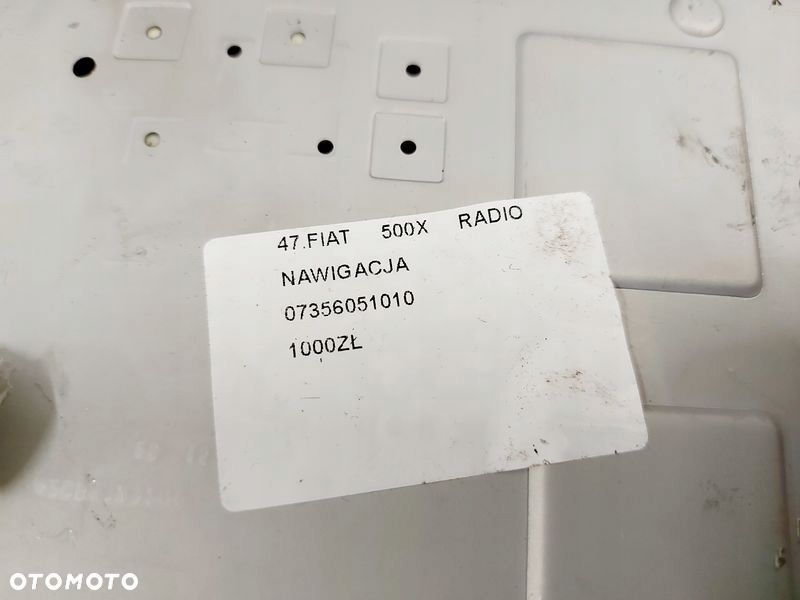 47.FIAT 500X RADIO
NAWIGACJA
07356051010
1000ZŁ
OTOMOTO